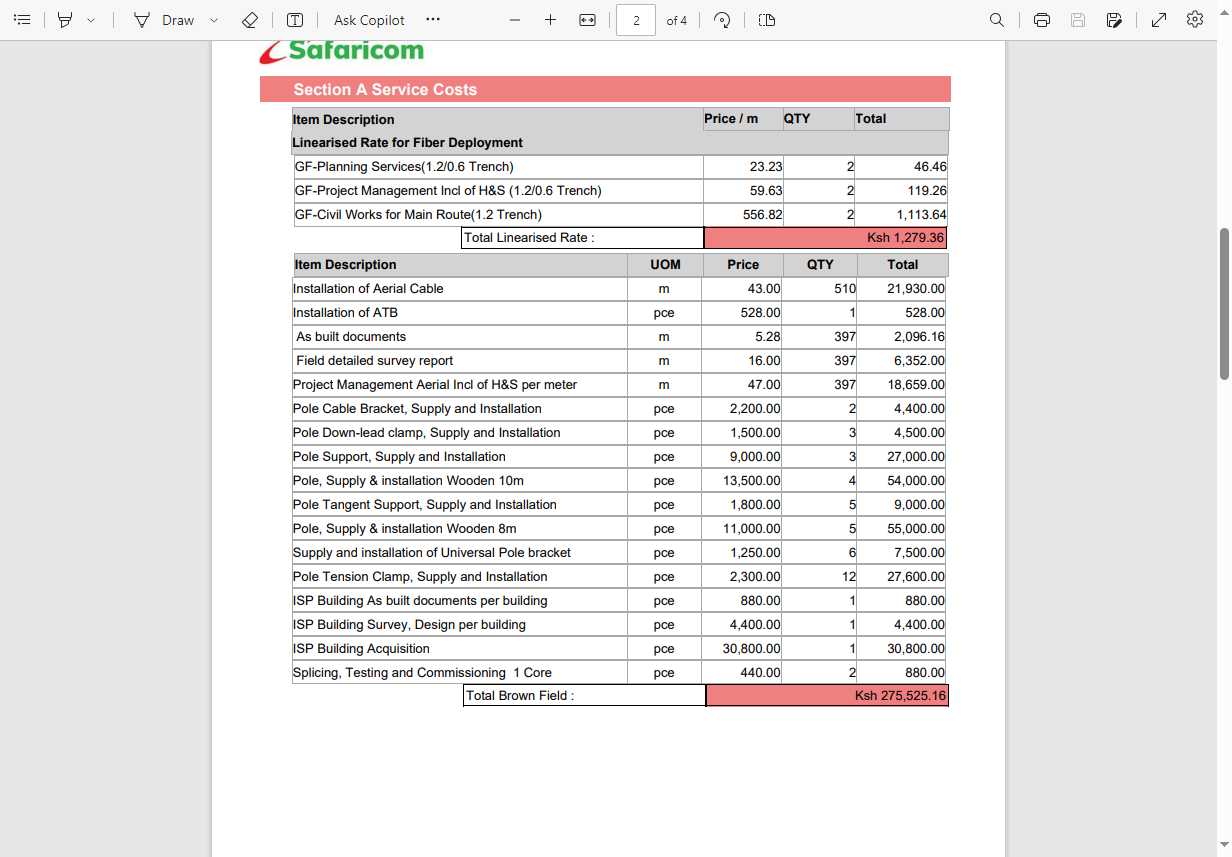 Draw
Ask Copilot
2 of 4
Safaricom
Section A Service Costs
Item Description Price / m QTY Total
Linearised Rate for Fiber Deployment
GF-Planning Services(1.2/0.6 Trench) 23.23 2 46.46
GF-Project Management Incl of H&S (1.2/0.6 Trench) 59.63 2 119.26
GF-Civil Works for Main Route(1.2 Trench) 556.82 2 1,113.64
Total Linearised Rate : Ksh 1,279.36
Item Description UOM Price QTY Total
Installation of Aerial Cable m 43.00 510 21,930.00
Installation of ATB pce 528.00 1 528.00
As built documents m 5.28 397 2,096.16
Field detailed survey report m 16.00 397 6,352.00
Project Management Aerial Incl of H&S per meter m 47.00 397 18,659.00
Pole Cable Bracket, Supply and Installation pce 2,200.00 2 4,400.00
Pole Down-lead clamp, Supply and Installation pce 1,500.00 3 4,500.00
Pole Support, Supply and Installation pce 9,000.00 3 27,000.00
Pole, Supply & installation Wooden 10m pce 13,500.00 4 54,000.00
Pole Tangent Support, Supply and Installation pce 1,800.00 5 9,000.00
Pole, Supply & installation Wooden 8m pce 11,000.00 5 55,000.00
Supply and installation of Universal Pole bracket pce 1,250.00 6 7,500.00
Pole Tension Clamp, Supply and Installation pce 2,300.00 12 27,600.00
ISP Building As built documents per building pce 880.00 1 880.00
ISP Building Survey, Design per building pce 4,400.00 1 4,400.00
ISP Building Acquisition pce 30,800.00 1 30,800.00
Splicing, Testing and Commissioning 1 Core pce 440.00 2 880.00
Total Brown Field : Ksh 275,525.16